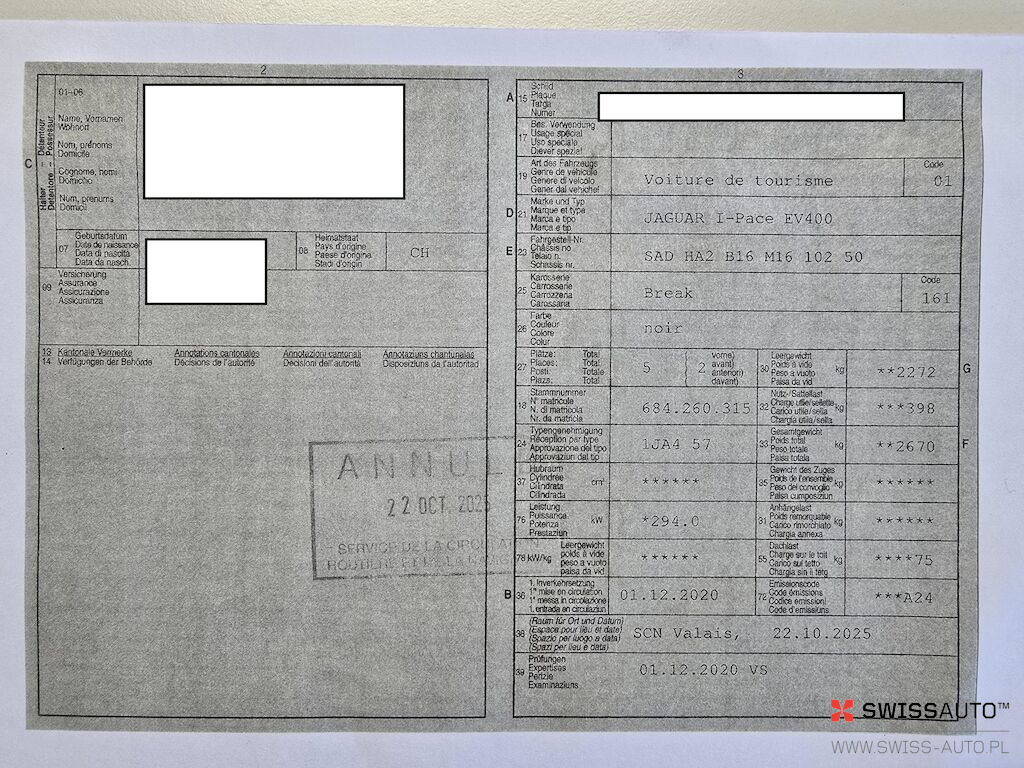 2
01-06
Name, Vornamen
Wohnort
Nom, prénoms
Domicile
Cognome, nomi
Domicilio
Num, prenums
Domicil
C
Halter Détenteur
Detentore Possessur
07
Geburtsdatum
Date de naissance
Data di nascita
Data da nasch.
08
Heimatstaat
Pays d'origine
Paese d'origine
Stadi d'origin
CH
09
Versicherung
Assurance
Assicurazione
Assicuranza
13 Kantonale Vermerke Annotations cantonales Annotazioni cantonali Annotaziuns chantunalas
14 Verfügungen der Behörde Décisions de l'autorité Decisioni dell'autorità Disposiziuns da l'autoritad
ANNUL
22 OCT. 2025
SERVICE DE LA CIRCULAT
ROUTIÈRE ET DE LA NAVIG
3
A 15
Schild
Plaque
Targa
Numer
17
Bes. Verwendung
Usage spécial
Uso speciale
Diever spezial
19
Art des Fahrzeugs
Genre de véhicule
Genere di veicolo
Gener dal vehichel
Voiture de tourisme
Code
01
D 21
Marke und Typ
Marque et type
Marca e tipo
Marca e tip
JAGUAR I-Pace EV400
E 23
Fahrgestell-Nr.
Châssis no
Telaio n.
Schassis nr.
SAD HA2 B16 M16 102 50
25
Karosserie
Carrosserie
Carrozzeria
Carossaria
Break
Code
161
26
Farbe
Couleur
Colore
Colur
noir
27
Plätze: Total
Places: Total
Posti: Totale
Plazs: Total
5
2
vorne)
avant)
anteriori)
davant)
30
Leergewicht
Poids à vide
Peso a vuoto
Paisa da vid
kg
**2272
G
18
Stammnummer
N° matricule
N. di matricola
Nr. da matricla
684.260.315
32
Nutz-/Sattellast
Charge utile/sellette
Carico utile/sella
Chargia utila/sella
kg
***398
24
Typengenehmigung
Réception par type
Approvazione del tipo
Approvaziun dal tip
1JA4 57
33
Gesamtgewicht
Poids total
Peso totale
Paisa totala
kg
**2670
F
37
Hubraum
Cylindrée
Cilindrata
Cilindrada
cm³
******
35
Gewicht des Zuges
Poids de l'ensemble
Peso del convoglio
Paisa cumposiziun
kg
******
76
Leistung
Puissance
Potenza
Prestaziun
kW
*294.0
31
Anhängelast
Poids remorquable
Carico rimorchiato
Chargia annexa
kg
******
78 kW/kg
Leergewicht
poids à vide
peso a vuoto
paisa da vid
******
55
Dachlast
Charge sur le toit
Carico sul tetto
Chargia sin il tetg
kg
****75
B 36
1. Inverkehrsetzung
1re mise en circulation
1a messa in circolazione
1. entrada en circulaziun
01.12.2020
72
Emissionscode
Code émissions
Codice emissioni
Code d'emissiuns
***A24
38
(Raum für Ort und Datum)
(Espace pour lieu et date)
(Spazio per luogo a data)
(Spazi per lieu e data)
SCN Valais, 22.10.2025
39
Prüfungen
Expertises
Perizie
Examinaziuns
01.12.2020 VS
SWISSAUTO™
WWW.SWISS-AUTO.PL